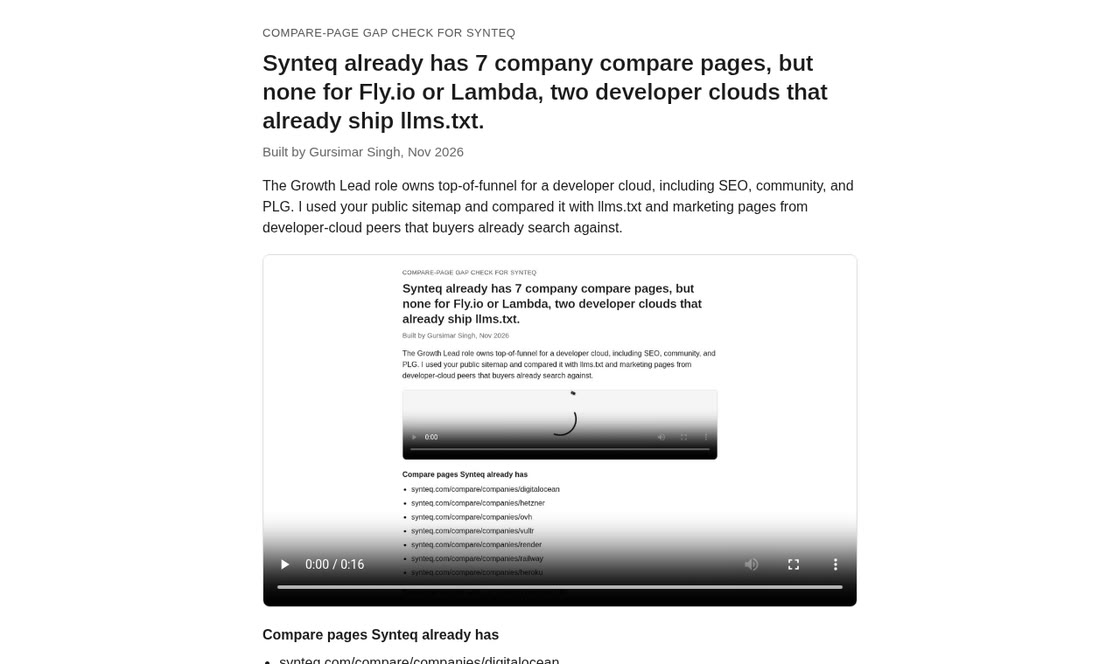 COMPARE-PAGE GAP CHECK FOR SYNTEQ
Synteq already has 7 company compare pages, but
none for Fly.io or Lambda, two developer clouds that
already ship llms.txt.
Built by Gursimar Singh, Nov 2026
The Growth Lead role owns top-of-funnel for a developer cloud, including SEO, community, and
PLG. I used your public sitemap and compared it with llms.txt and marketing pages from
developer-cloud peers that buyers already search against.
COMPARE-PAGE GAP CHECK FOR SYNTEQ
Synteq already has 7 company compare pages, but
none for Fly.io or Lambda, two developer clouds that
already ship llms.txt.
Built by Gursimar Singh, Nov 2026
The Growth Lead role owns top-of-funnel for a developer cloud, including SEO, community, and
PLG. I used your public sitemap and compared it with llms.txt and marketing pages from
developer-cloud peers that buyers already search against.
0:00
Compare pages Synteq already has
• synteq.com/compare/companies/digitalocean
• synteq.com/compare/companies/hetzner
• synteq.com/compare/companies/ovh
• synteq.com/compare/companies/vultr
• synteq.com/compare/companies/render
• synteq.com/compare/companies/railway
• synteq.com/compare/companies/heroku
0:00 / 0:16
Compare pages Synteq already has
• synteq.com/compare/companies/digitalocean